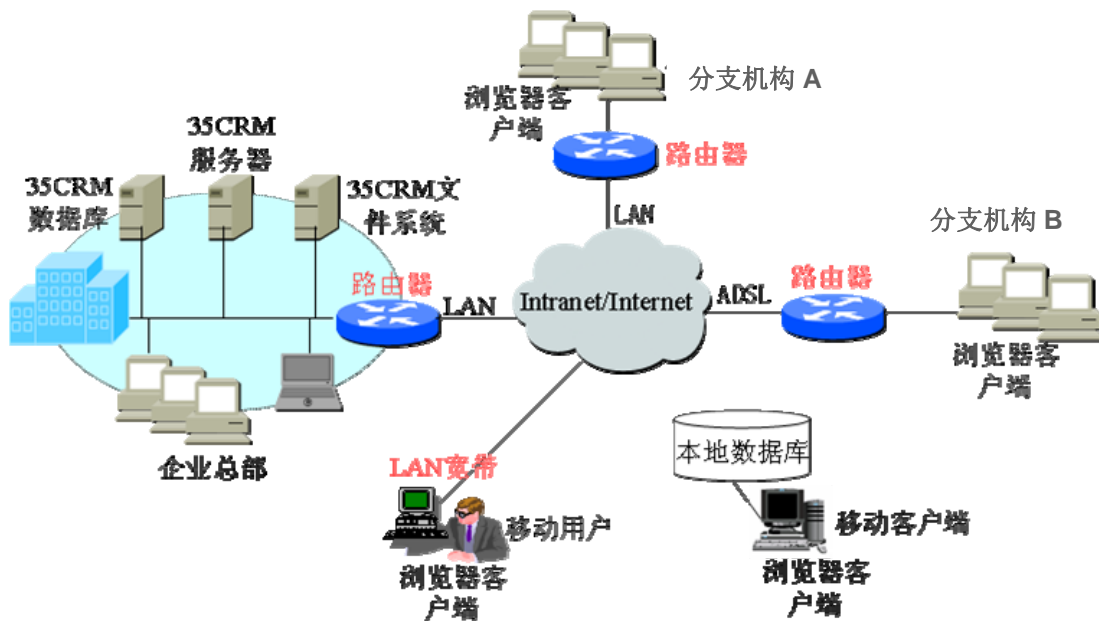 分支机构 A
浏览器客
户端
路由器
LAN
35CRM
服务器
35CRM
数据库
35CRM文
件系统
路由器
LAN
Intranet/Internet
ADSL
路由器
分支机构 B
浏览器客
户端
企业总部
LAN宽带
移动用户
浏览器客
户端
本地数据库
移动客户端
浏览器客
户端